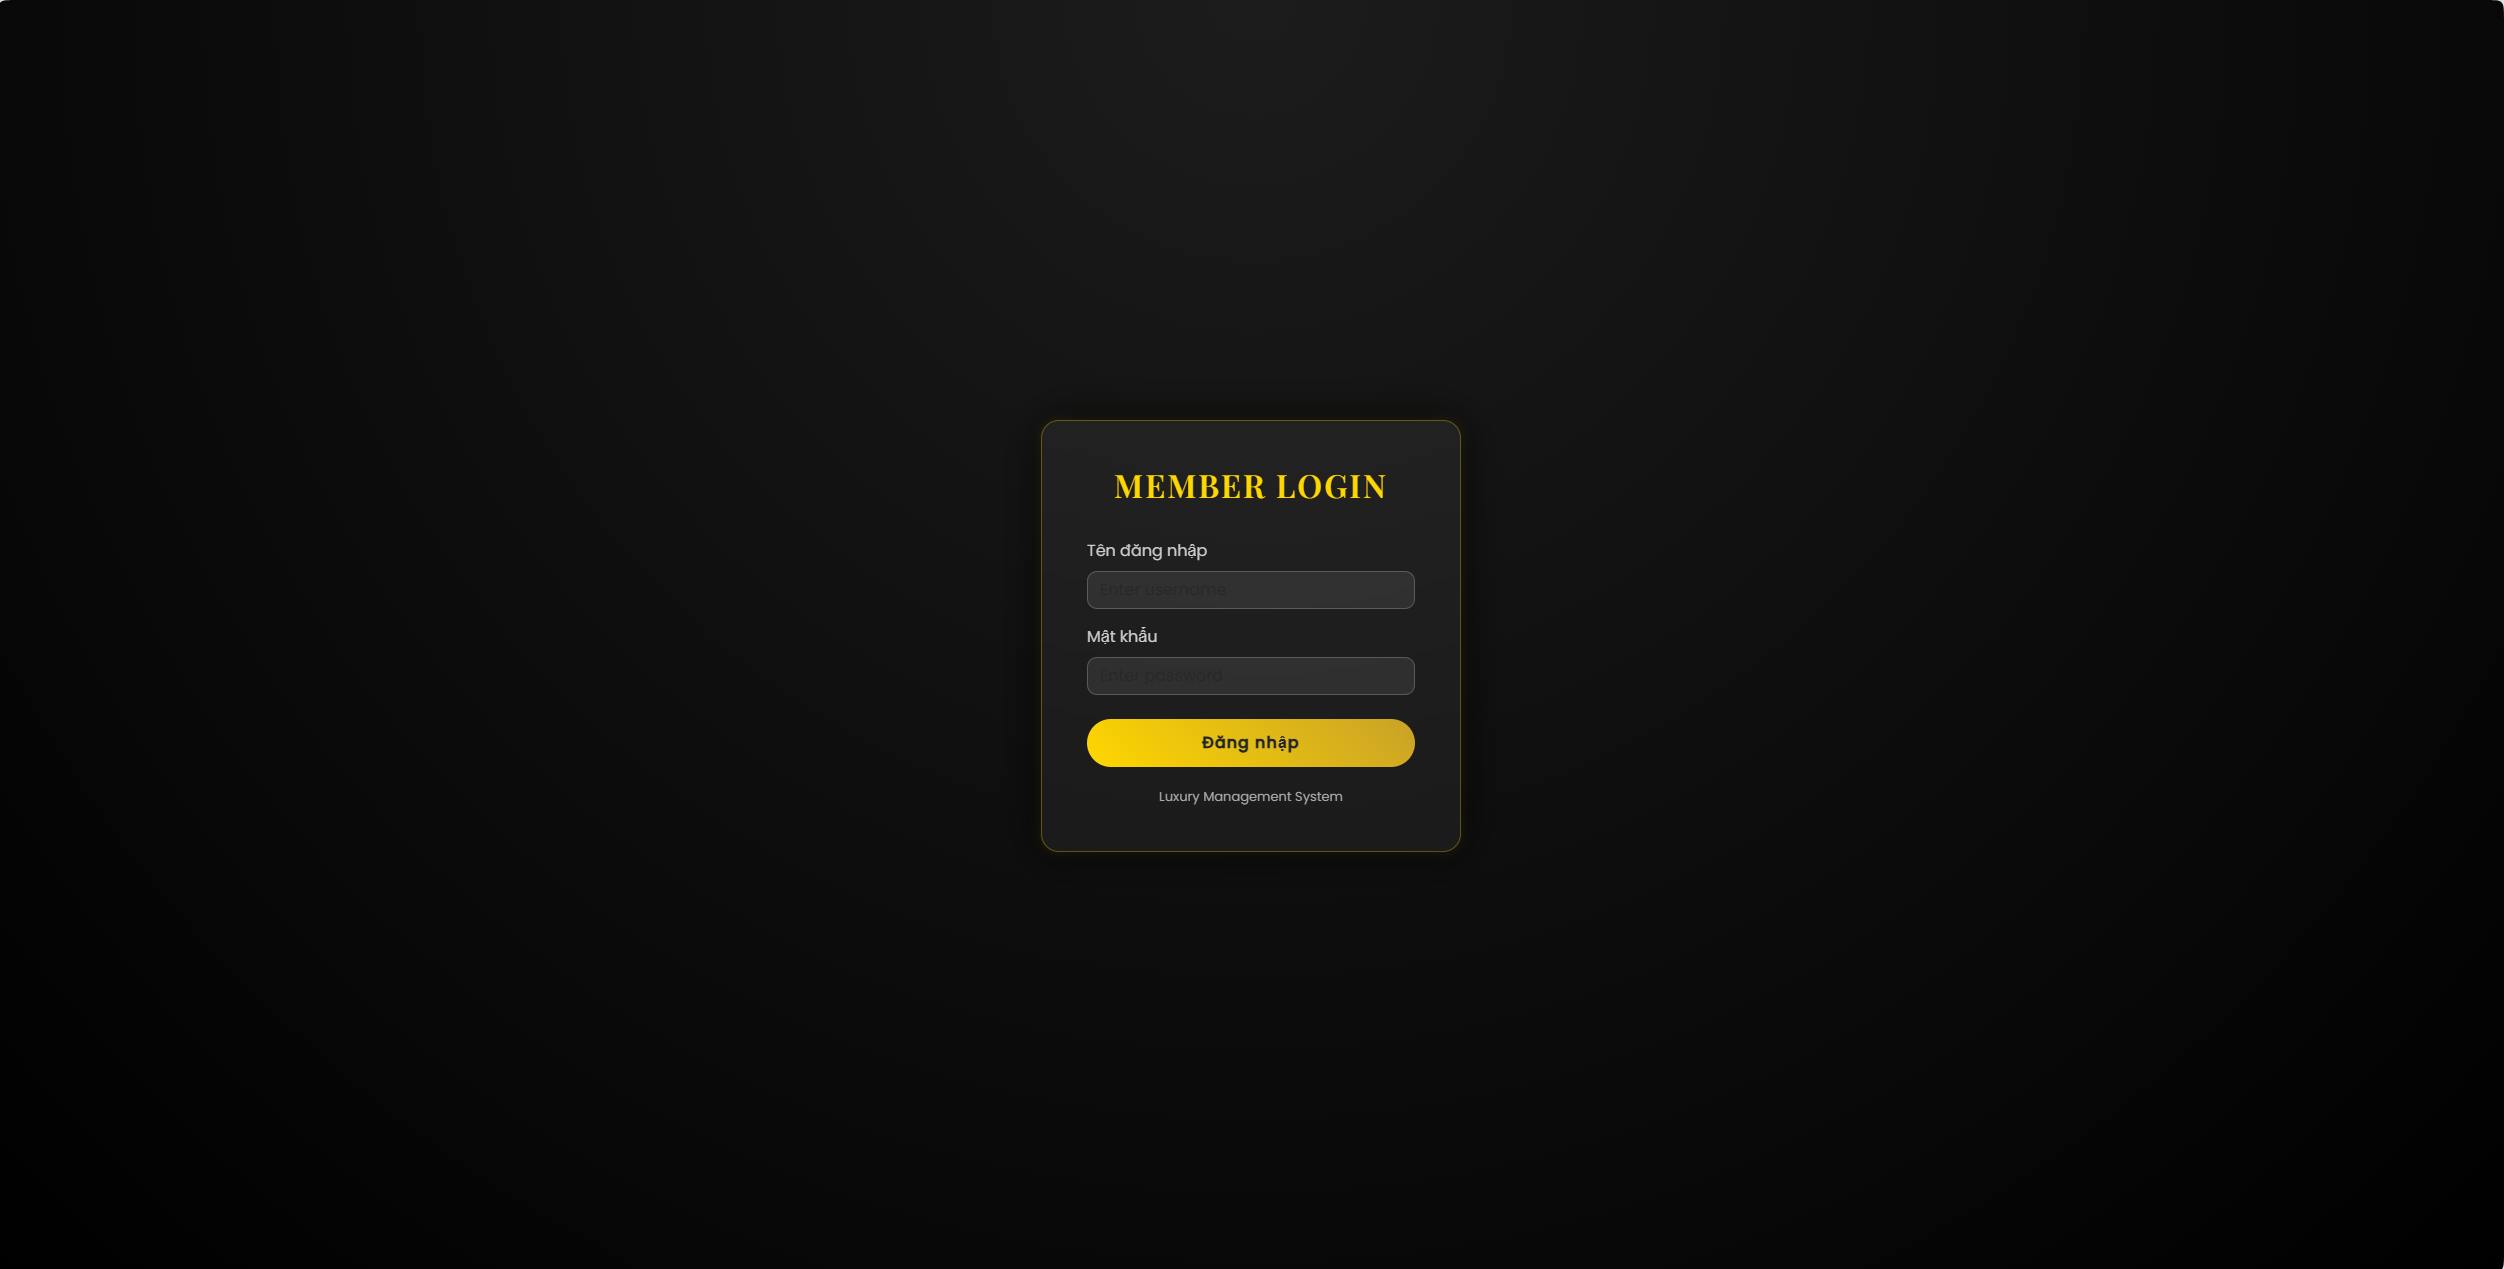 MEMBER LOGIN
Tên đăng nhập
Enter username
Mật khẩu
Enter password
Đăng nhập
Luxury Management System